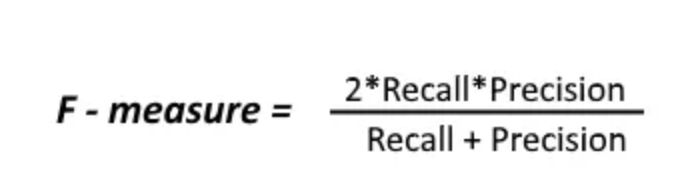 F - measure = 2*Recall*Precision
Recall + Precision